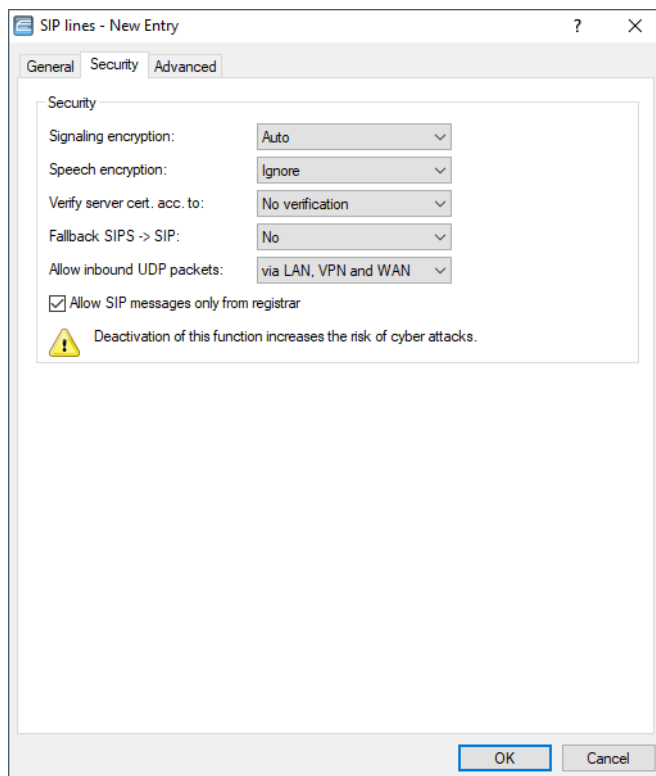 SIP lines - New Entry
General Security Advanced
Security
Signaling encryption: Auto
Speech encryption: Ignore
Verify server cert. acc. to: No verification
Fallback SIPS -> SIP: No
Allow inbound UDP packets: via LAN, VPN and WAN
Allow SIP messages only from registrar
Deactivation of this function increases the risk of cyber attacks.
OK Cancel